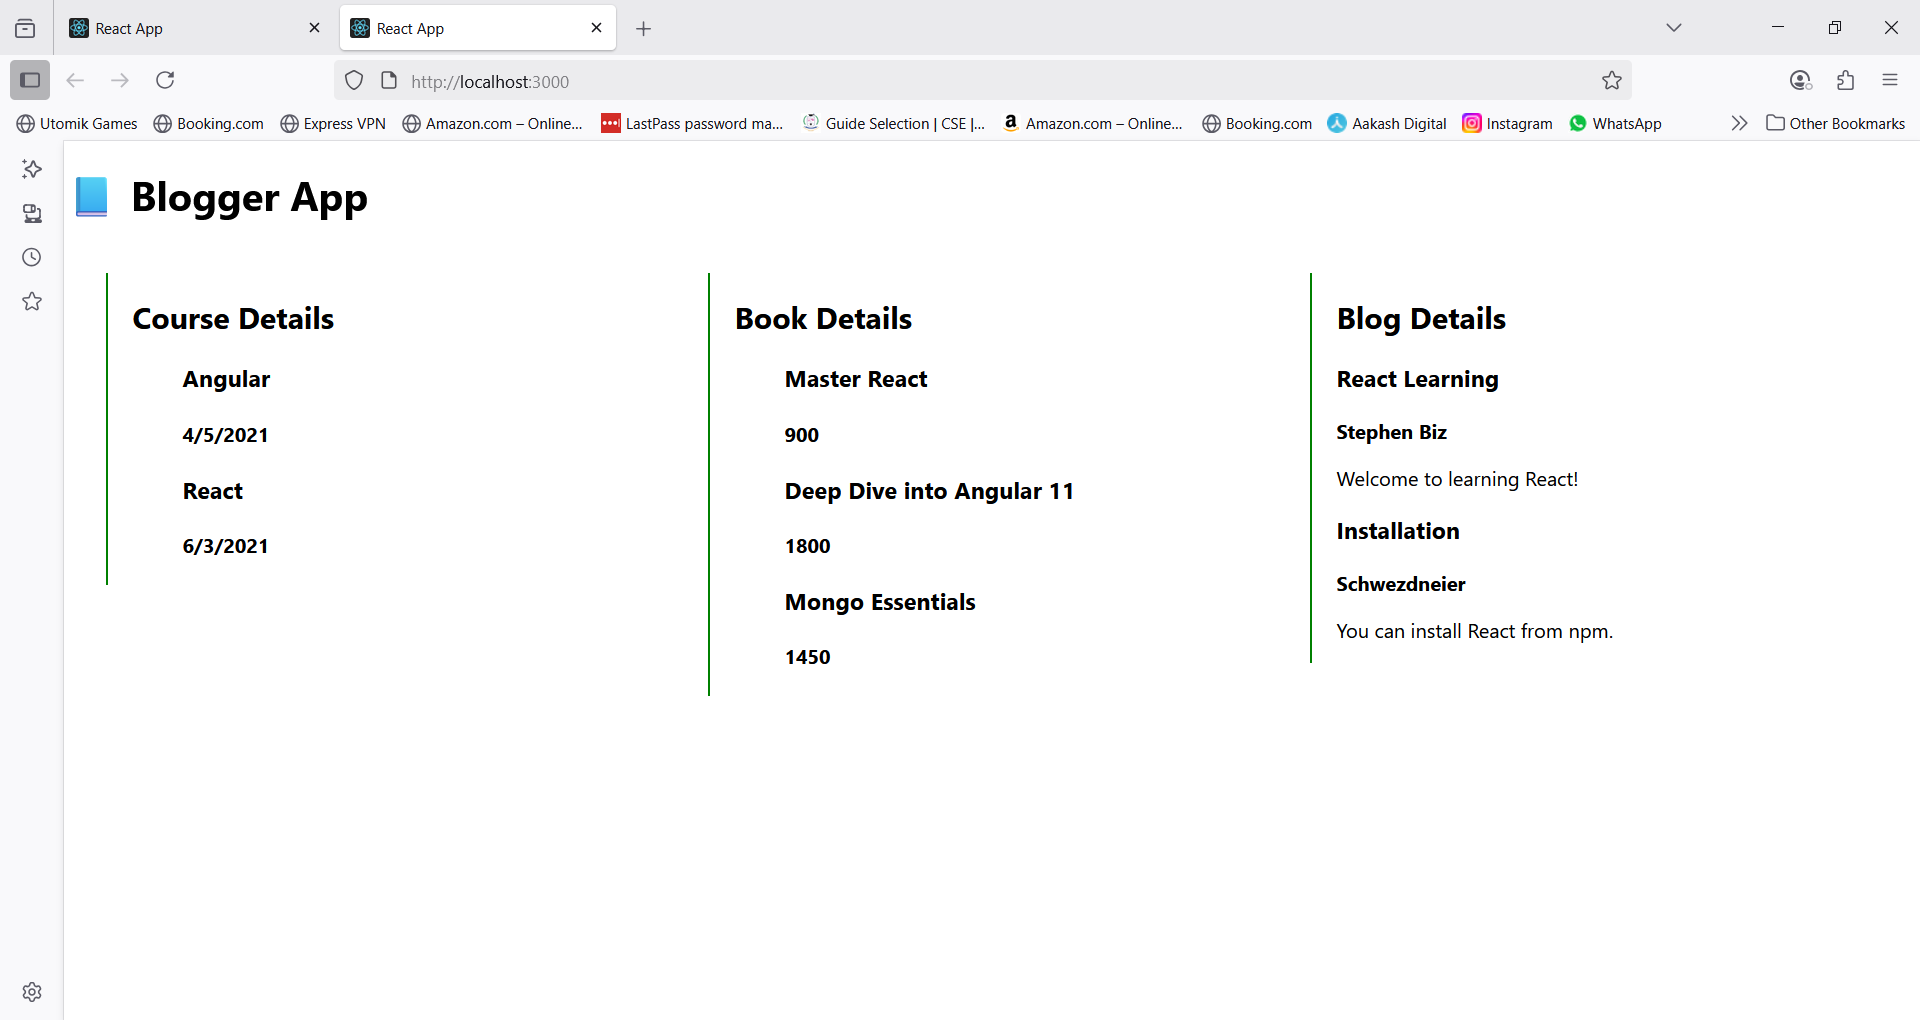 React App
React App
http://localhost:3000
Utomik Games
Booking.com
Express VPN
Amazon.com – Online...
LastPass password ma...
Guide Selection | CSE |...
Amazon.com – Online...
Booking.com
Aakash Digital
Instagram
WhatsApp
Other Bookmarks
Blogger App
Course Details
Angular
4/5/2021
React
6/3/2021
Book Details
Master React
900
Deep Dive into Angular 11
1800
Mongo Essentials
1450
Blog Details
React Learning
Stephen Biz
Welcome to learning React!
Installation
Schwezdneier
You can install React from npm.